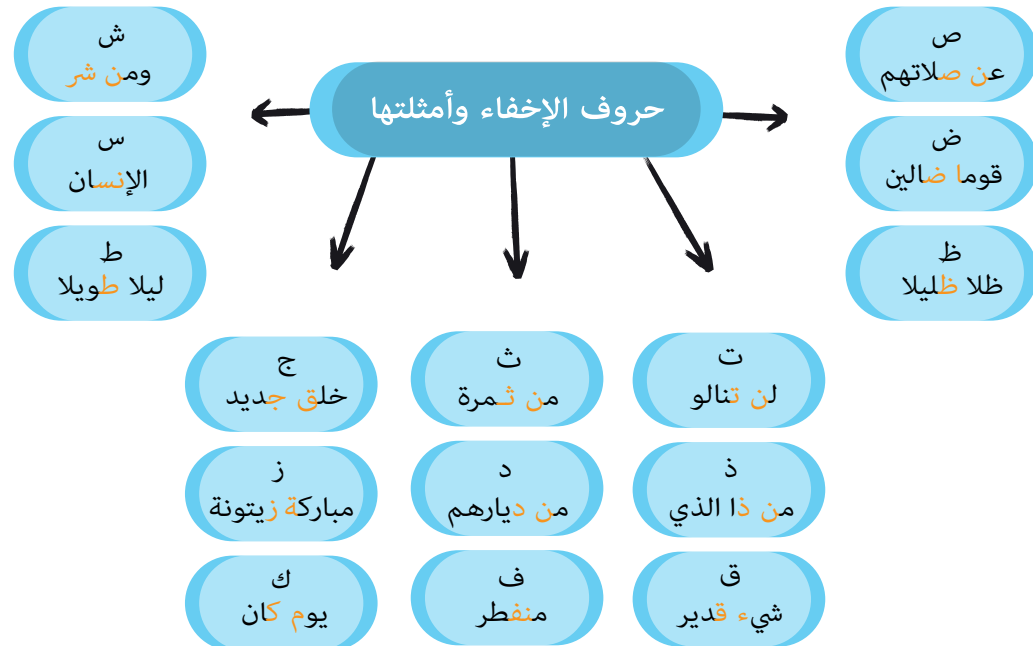 حروف الإخفاء وأمثلتها
ص
عن صلاتهم
ض
قوما ضالين
ظ
ظلا ظليلا
ش
ومن شر
س
الإنسان
ط
ليلا طويلا
ت
لن تنالو
ذ
من ذا الذي
ق
شيء قدير
ث
من ثـمرة
د
من ديارهم
ف
منفطر
ج
خلق جديد
ز
مباركة زيتونة
ك
يوم كان